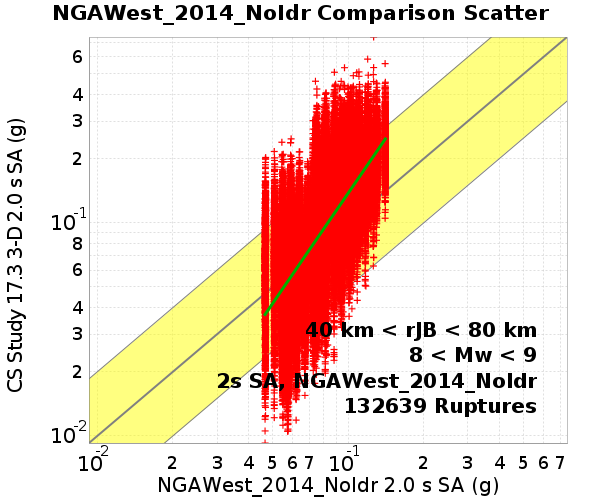 NGAWest_2014_NoIdr Comparison Scatter
CS Study 17.3 3-D 2.0 s SA (g)
6
4
3
2
10-1
8
6
4
3
2
10-2
40 km < rJB < 80 km
8 < Mw < 9
2s SA, NGAWest_2014_NoIdr
132639 Ruptures
10-2 2 3 4 5 6 7 10-1 2 3 4 5 6 7
NGAWest_2014_NoIdr 2.0 s SA (g)